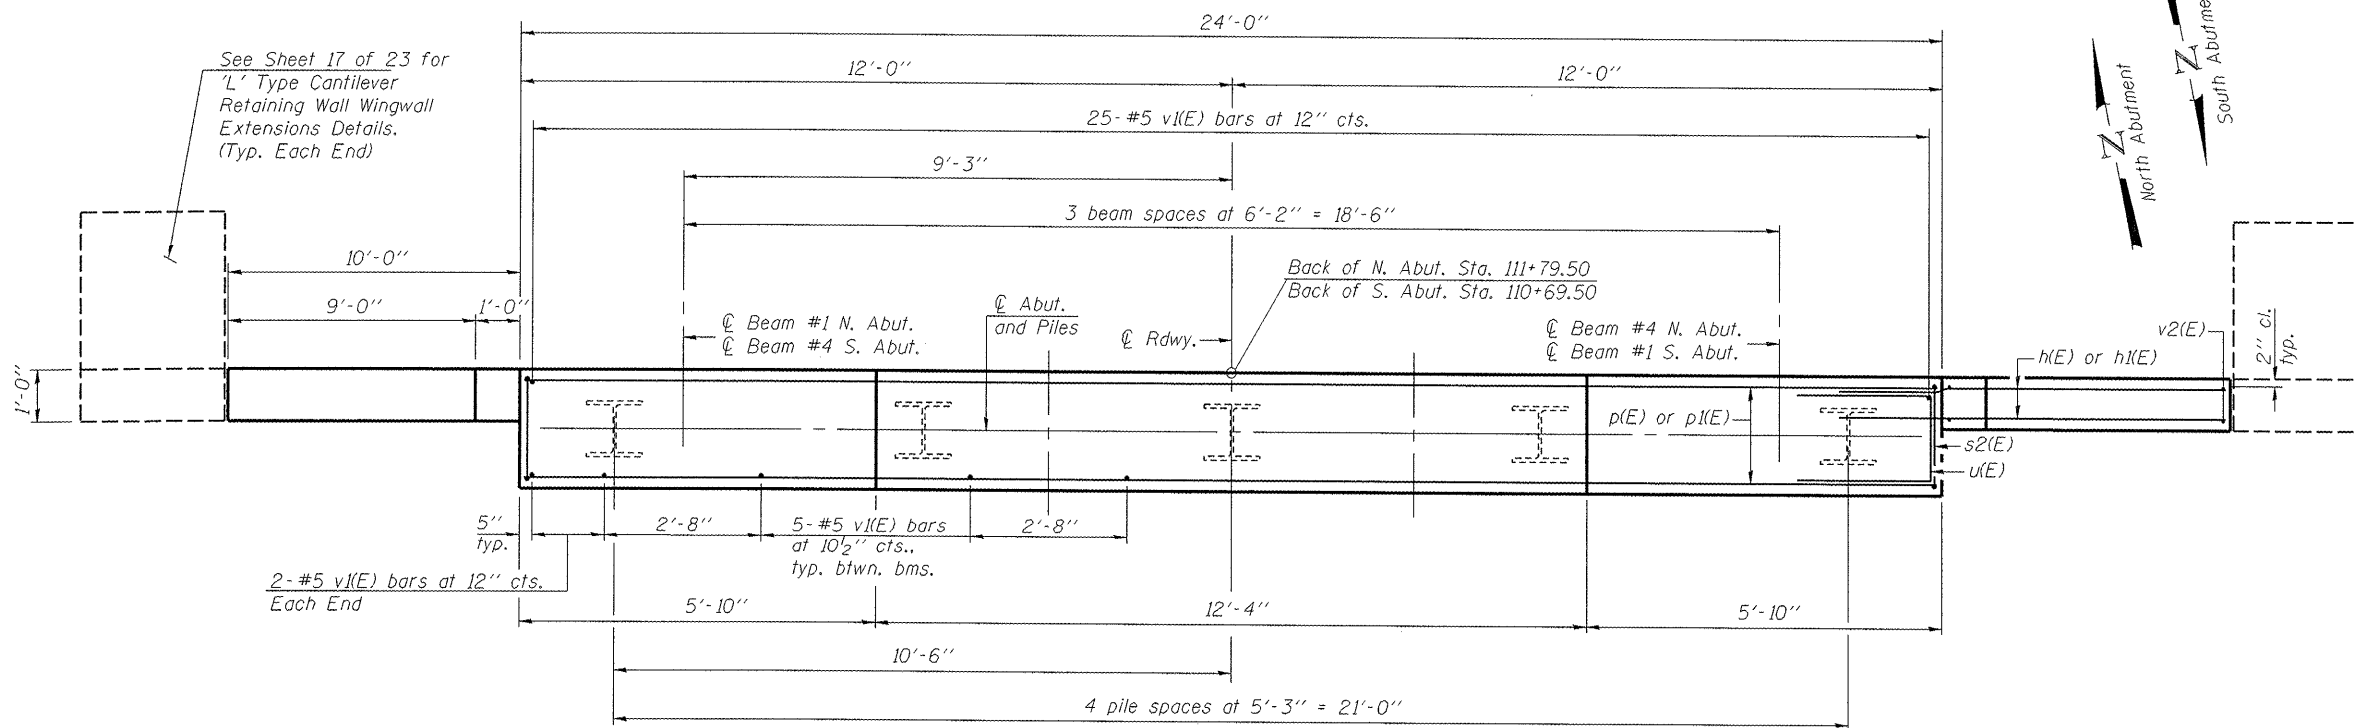 24'-0"
See Sheet 17 of 23 for
'L' Type Cantilever
Retaining Wall Wingwall
Extensions Details.
(Typ. Each End)
12'-0"
12'-0"
25-#5 v1(E) bars at 12" cts.
9'-3"
3 beam spaces at 6'-2" = 18'-6"
Z
South Abutme
Z
North Abutment
10'-0"
9'-0"
1'-0"
1'-0"
℄ Beam #1 N. Abut.
℄ Beam #4 S. Abut.
℄ Abut.
and Piles
℄ Rdwy.
Back of N. Abut. Sta. 111+79.50
Back of S. Abut. Sta. 110+69.50
℄ Beam #4 N. Abut.
℄ Beam #1 S. Abut.
v2(E)
h(E) or h1(E)
2" cl.
typ.
p(E) or p1(E)
s2(E)
u(E)
5"
typ.
2'-8"
5-#5 v1(E) bars
at 10½" cts.,
typ. btwn. bms.
2'-8"
2-#5 v1(E) bars at 12" cts.
Each End
5'-10"
12'-4"
5'-10"
10'-6"
4 pile spaces at 5'-3" = 21'-0"